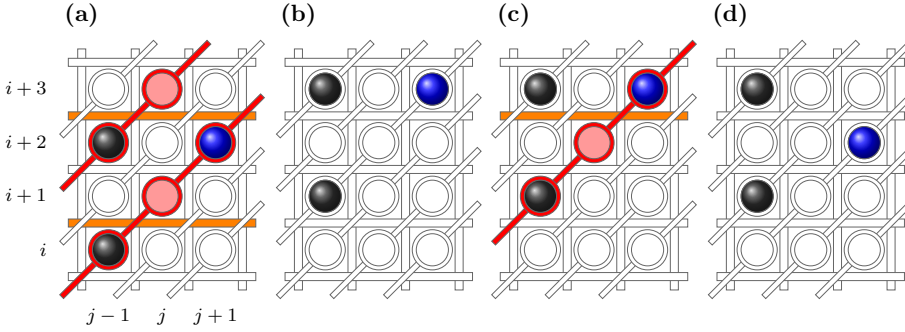 (a) (b) (c) (d)
i + 3
i + 2
i + 1
i
j − 1 j j + 1